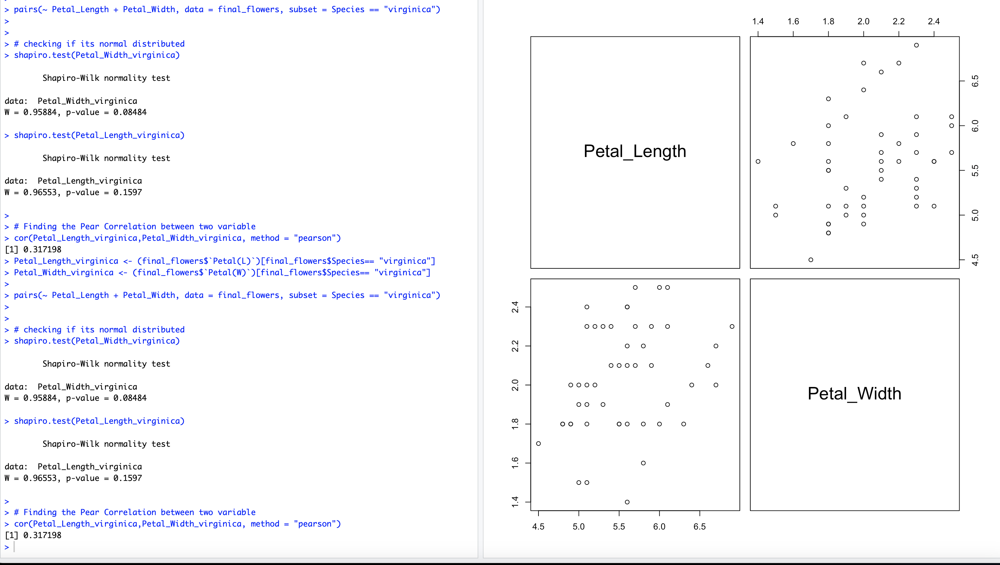 > pairs(~ Petal_Length + Petal_Width, data = final_flowers, subset = Species == "virginica")
>
>
> # checking if its normal distributed
> shapiro.test(Petal_Width_virginica)
Shapiro-Wilk normality test
data:  Petal_Width_virginica
W = 0.95884, p-value = 0.08484
> shapiro.test(Petal_Length_virginica)
Shapiro-Wilk normality test
data:  Petal_Length_virginica
W = 0.96553, p-value = 0.1597
>
> # Finding the Pear Correlation between two variable
> cor(Petal_Length_virginica,Petal_Width_virginica, method = "pearson")
[1] 0.317198
> Petal_Length_virginica <- (final_flowers$`Petal(L)`)[final_flowers$Species== "virginica"]
> Petal_Width_virginica <- (final_flowers$`Petal(W)`)[final_flowers$Species== "virginica"]
>
> pairs(~ Petal_Length + Petal_Width, data = final_flowers, subset = Species == "virginica")
>
>
> # checking if its normal distributed
> shapiro.test(Petal_Width_virginica)
Shapiro-Wilk normality test
data:  Petal_Width_virginica
W = 0.95884, p-value = 0.08484
> shapiro.test(Petal_Length_virginica)
Shapiro-Wilk normality test
data:  Petal_Length_virginica
W = 0.96553, p-value = 0.1597
>
> # Finding the Pear Correlation between two variable
> cor(Petal_Length_virginica,Petal_Width_virginica, method = "pearson")
[1] 0.317198
>
1.4 1.6 1.8 2.0 2.2 2.4
Petal_Length
6.5
6.0
5.5
5.0
4.5
2.4
2.2
2.0
1.8
1.6
1.4
Petal_Width
4.5 5.0 5.5 6.0 6.5